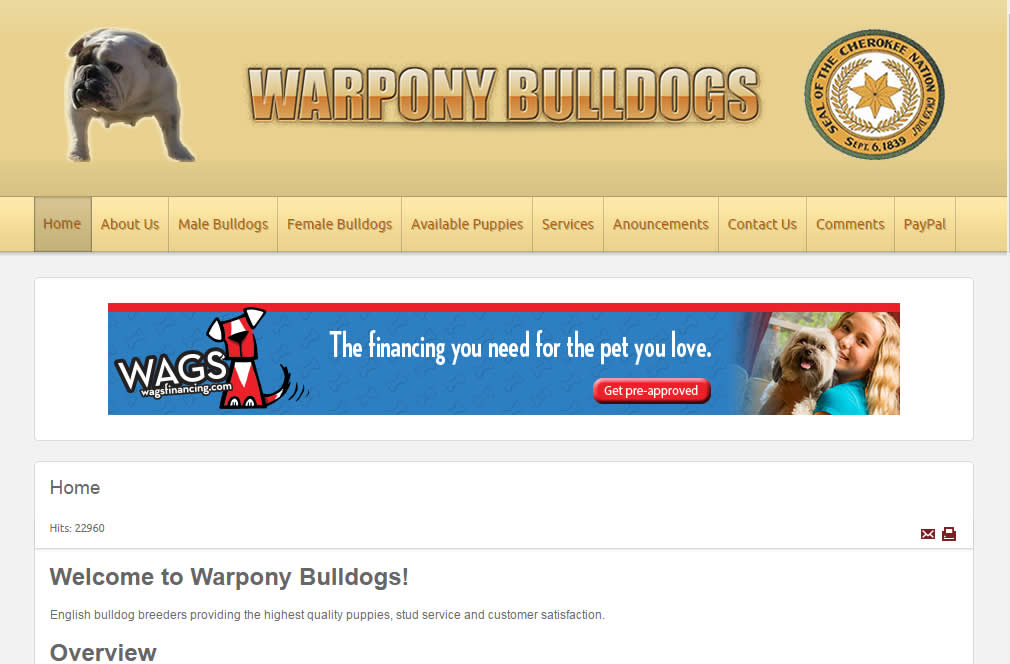 WARPONY BULLDOGS
SEAL OF THE CHEROKEE NATION
SEPT. 6, 1839
Home
About Us
Male Bulldogs
Female Bulldogs
Available Puppies
Services
Anouncements
Contact Us
Comments
PayPal
WAGS
wagsfinancing.com
The financing you need for the pet you love.
Get pre-approved
Home
Hits: 22960
Welcome to Warpony Bulldogs!
English bulldog breeders providing the highest quality puppies, stud service and customer satisfaction.
Overview